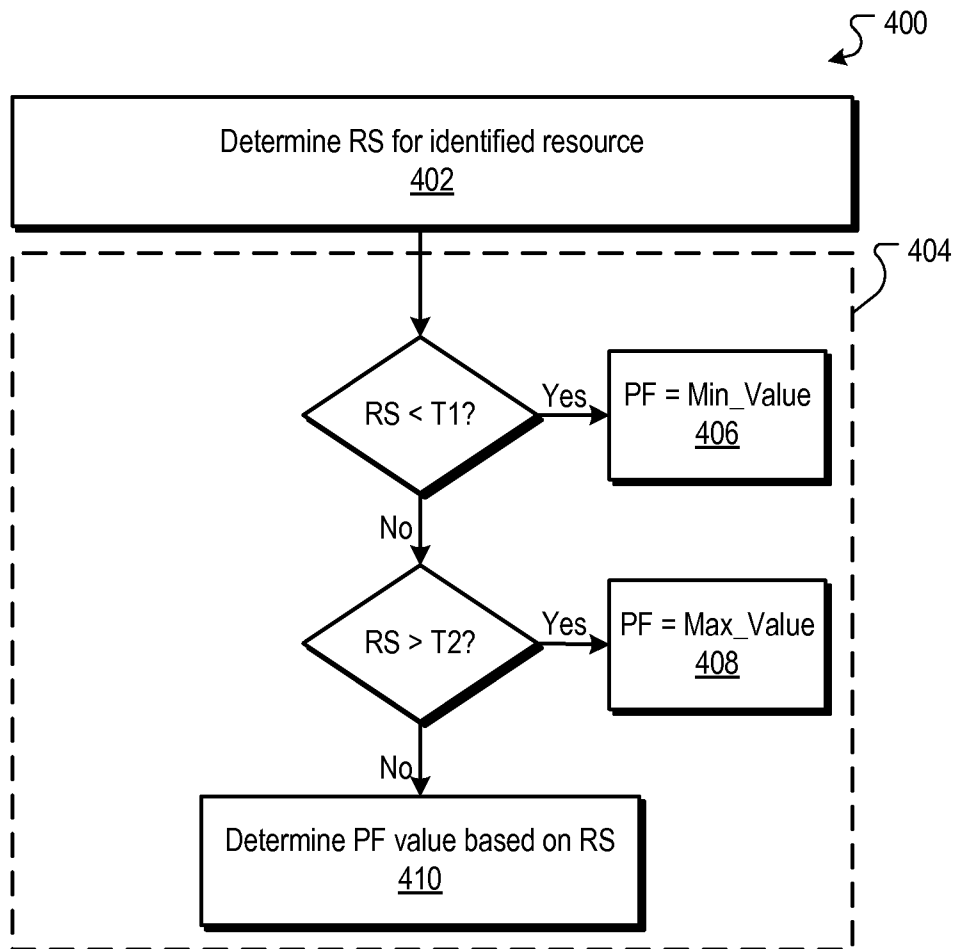 400
Determine RS for identified resource
402
404
RS < T1?
Yes
PF = Min_Value
406
No
RS > T2?
Yes
PF = Max_Value
408
No
Determine PF value based on RS
410